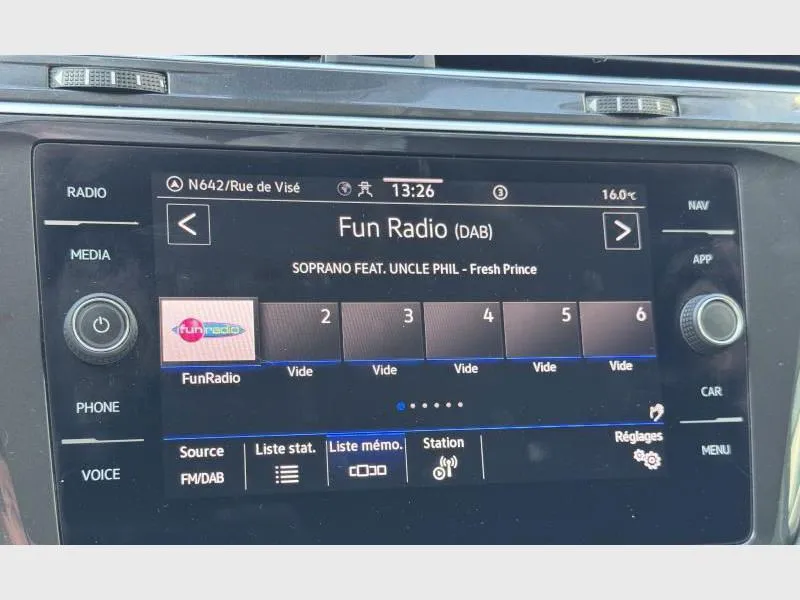 RADIO
MEDIA
PHONE
VOICE
N642/Rue de Visé
13:26
3
16.0°C
< Fun Radio (DAB) >
SOPRANO FEAT. UNCLE PHIL - Fresh Prince
fun radio 2 3 4 5 6
FunRadio Vide Vide Vide Vide Vide
Source Liste stat. Liste mémo. Station Réglages
FM/DAB
NAV
APP
CAR
MENU